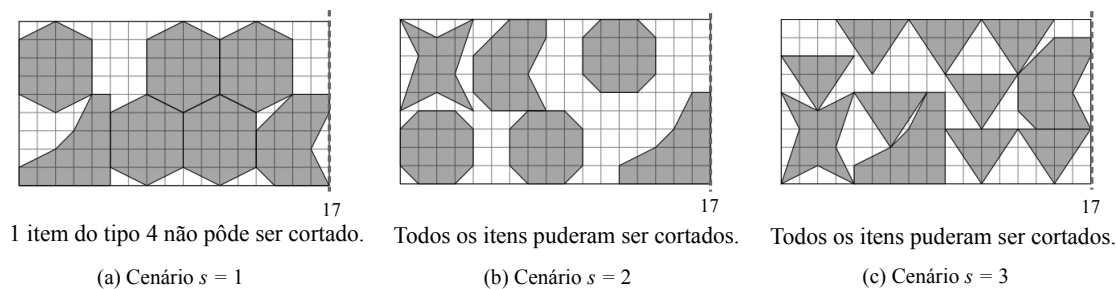 17
17
17
1 item do tipo 4 não pôde ser cortado.
Todos os itens puderam ser cortados.
Todos os itens puderam ser cortados.
(a) Cenário s = 1
(b) Cenário s = 2
(c) Cenário s = 3